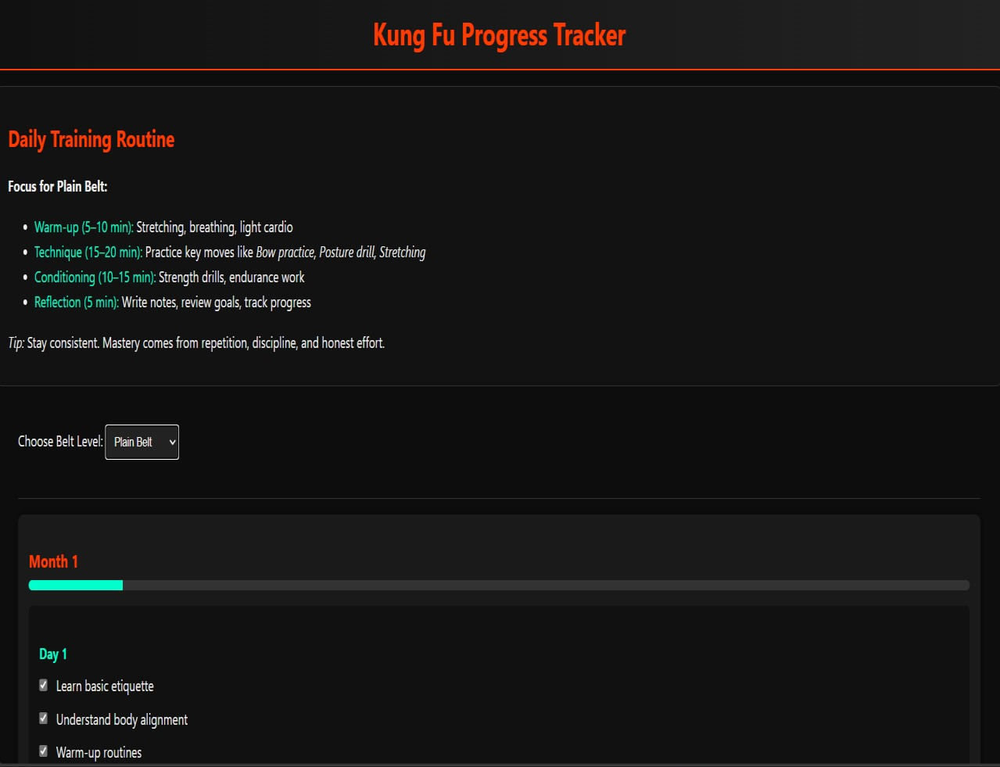 Kung Fu Progress Tracker
Daily Training Routine
Focus for Plain Belt:
Warm-up (5–10 min): Stretching, breathing, light cardio
Technique (15–20 min): Practice key moves like Bow practice, Posture drill, Stretching
Conditioning (10–15 min): Strength drills, endurance work
Reflection (5 min): Write notes, review goals, track progress
Tip: Stay consistent. Mastery comes from repetition, discipline, and honest effort.
Choose Belt Level: Plain Belt
Month 1
Day 1
Learn basic etiquette
Understand body alignment
Warm-up routines